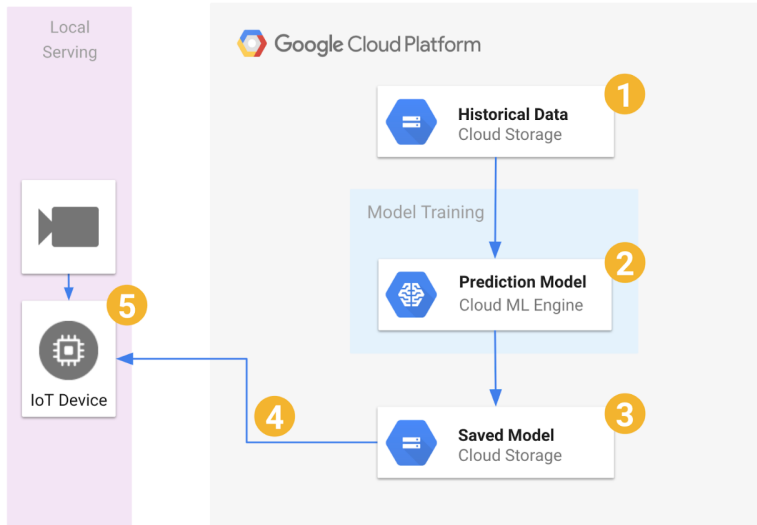 Local
Serving
Google Cloud Platform
1
Historical Data
Cloud Storage
Model Training
2
Prediction Model
Cloud ML Engine
5
IoT Device
4
3
Saved Model
Cloud Storage